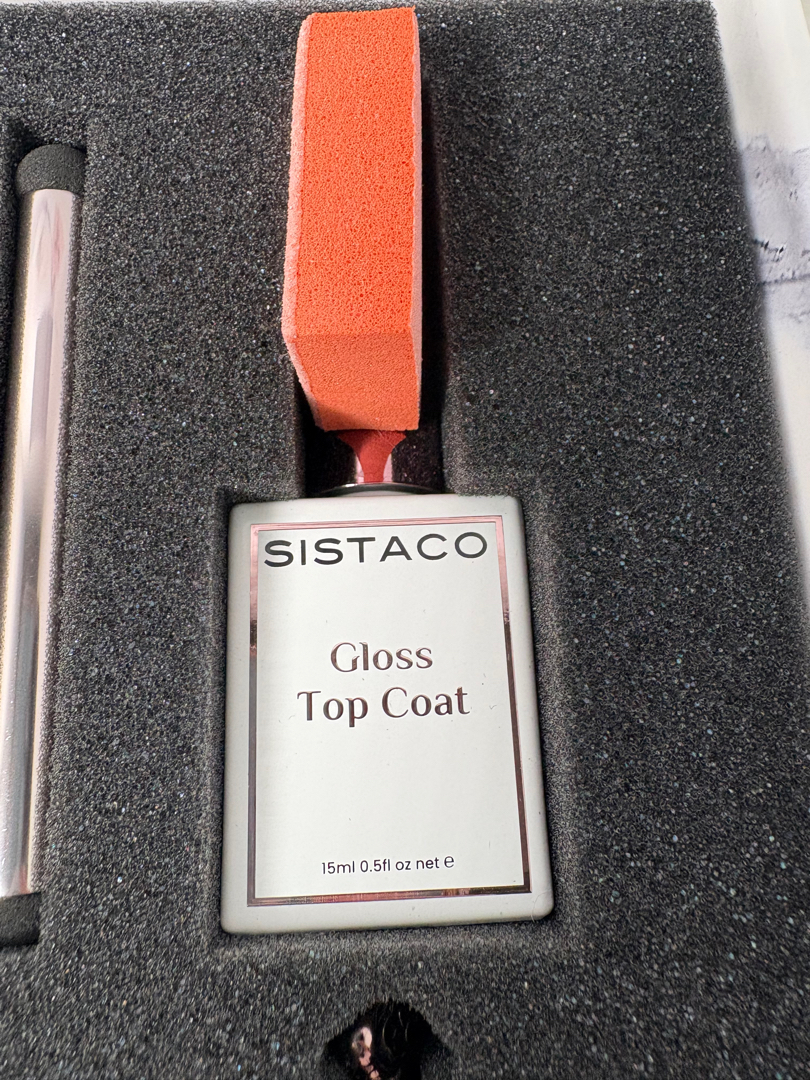 SISTACO
Gloss
Top Coat
15ml 0.5fl oz net ℮